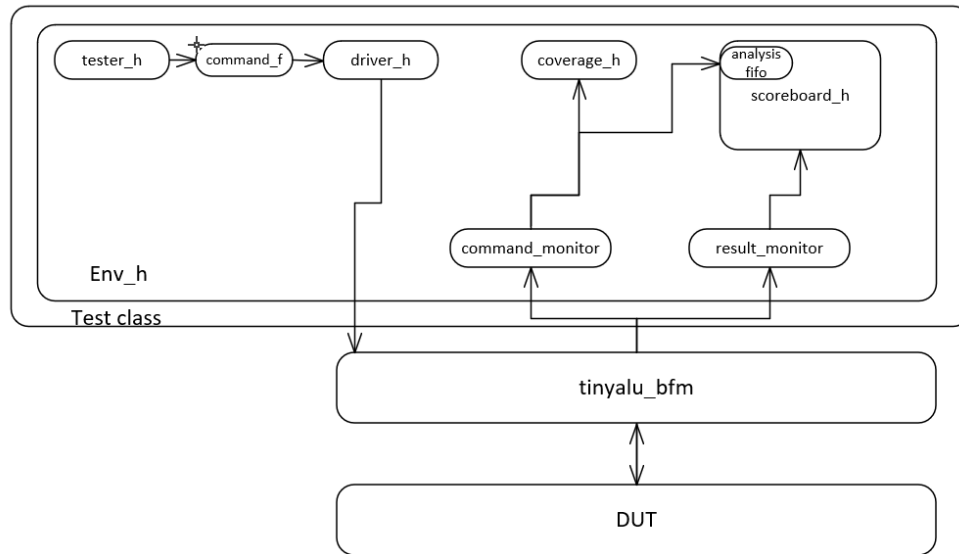 tester_h
command_f
driver_h
coverage_h
analysis
fifo
scoreboard_h
command_monitor
result_monitor
Env_h
Test class
tinyalu_bfm
DUT